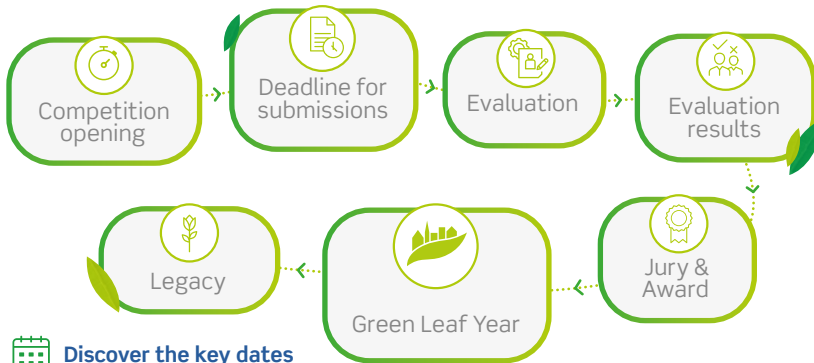 Competition
opening
Deadline for
submissions
Evaluation
Evaluation
results
Jury &
Award
Green Leaf Year
Legacy
Discover the key dates